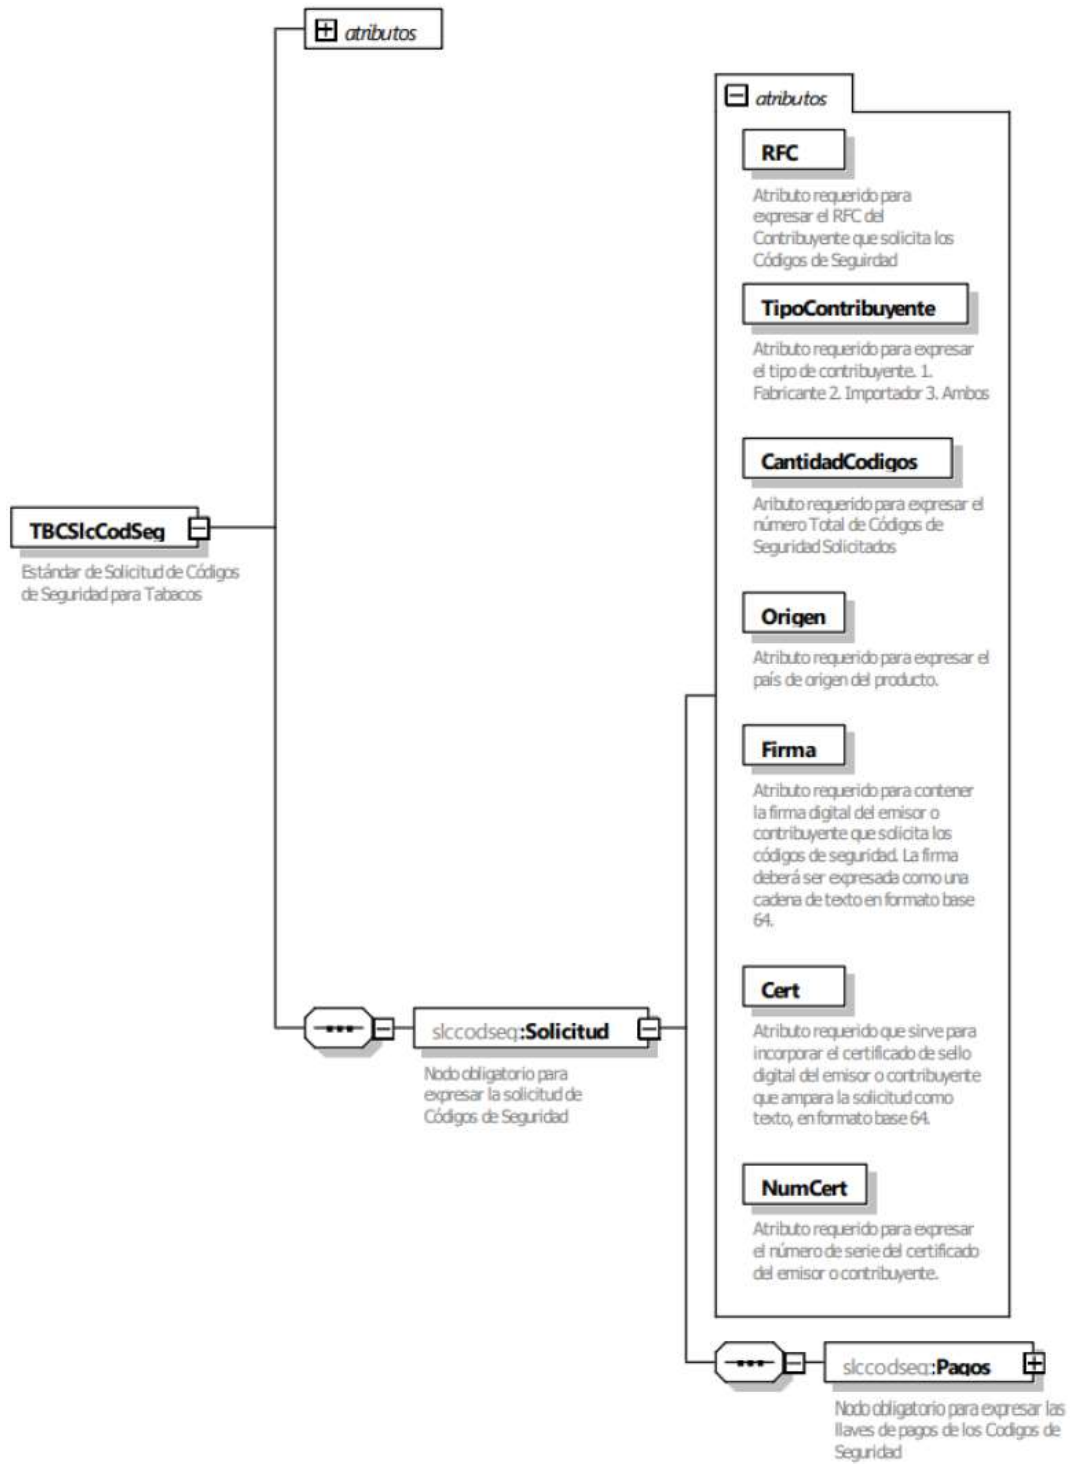 atributos
atributos
RFC
Atributo requerido para
expresar el RFC del
Contribuyente que solicita los
Códigos de Seguirdad
TipoContribuyente
Atributo requerido para expresar
el tipo de contribuyente. 1.
Fabricante 2. Importador 3. Ambos
CantidadCodigos
Aributo requerido para expresar el
número Total de Códigos de
Seguridad Solicitados
TBCSlcCodSeg
Estándar de Solicitud de Códigos
de Seguridad para Tabacos
Origen
Atributo requerido para expresar el
país de origen del producto.
Firma
Atributo requerido para contener
la firma digital del emisor o
contribuyente que solicita los
códigos de seguridad. La firma
deberá ser expresada como una
cadena de texto en formato base
64.
Cert
Atributo requerido que sirve para
incorporar el certificado de sello
digital del emisor o contribuyente
que ampara la solicitud como
texto, en formato base 64.
slccodseg:Solicitud
Nodo obligatorio para
expresar la solicitud de
Códigos de Seguridad
NumCert
Atributo requerido para expresar
el número de serie del certificado
del emisor o contribuyente.
slccodseg:Pagos
Nodo obligatorio para expresar las
llaves de pagos de los Codigos de
Seguridad